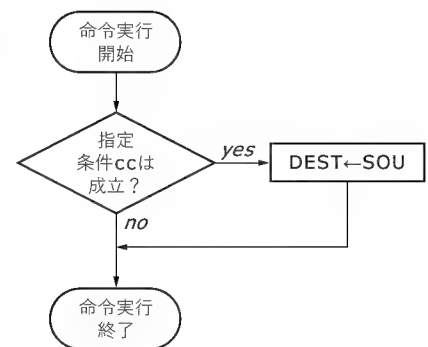 命令実行
開始
指定
条件ccは
成立？
yes
DEST←SOU
no
命令実行
終了